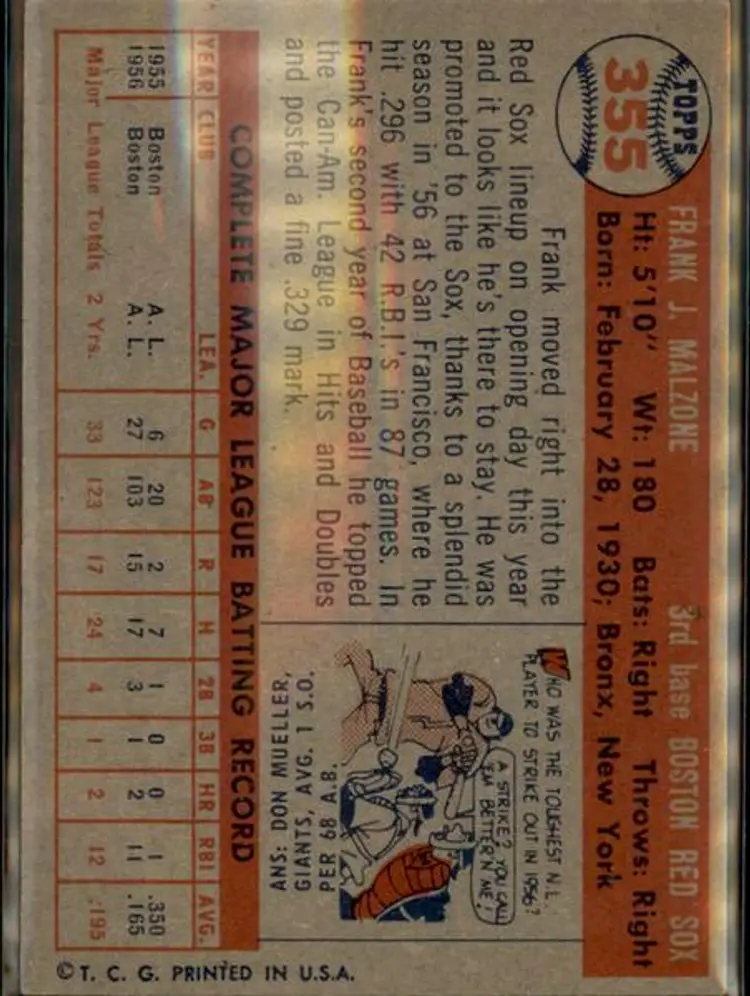 TOPPS
355
FRANK J. MALZONE 3rd base BOSTON RED SOX
Ht: 5'10" Wt: 180 Bats: Right Throws: Right
Born: February 28, 1930; Bronx, New York
Frank moved right into the
Red Sox lineup on opening day this year
and it looks like he's there to stay. He was
promoted to the Sox, thanks to a splendid
season in '56 at San Francisco, where he
hit .296 with 42 R.B.I.'s in 87 games. In
Frank's second year of Baseball he topped
the Can-Am. League in Hits and Doubles
and posted a fine .329 mark.
WHO WAS THE TOUGHEST N.L.
PLAYER TO STRIKE OUT IN 1956?
A STRIKE? YOU CALL
'EM BETTER'N ME!
ANS: DON MUELLER,
GIANTS, AVG. 1 S.O.
PER 68 A.B.
COMPLETE MAJOR LEAGUE BATTING RECORD
YEAR CLUB LEA. G AB R H 2B 3B HR RBI AVG.
1955 Boston A. L. 6 20 2 7 1 0 0 1 .350
1956 Boston A. L. 27 103 15 17 3 1 2 11 .165
Major League Totals 2 Yrs. 33 123 17 24 4 1 2 12 .195
©T. C. G. PRINTED IN U.S.A.